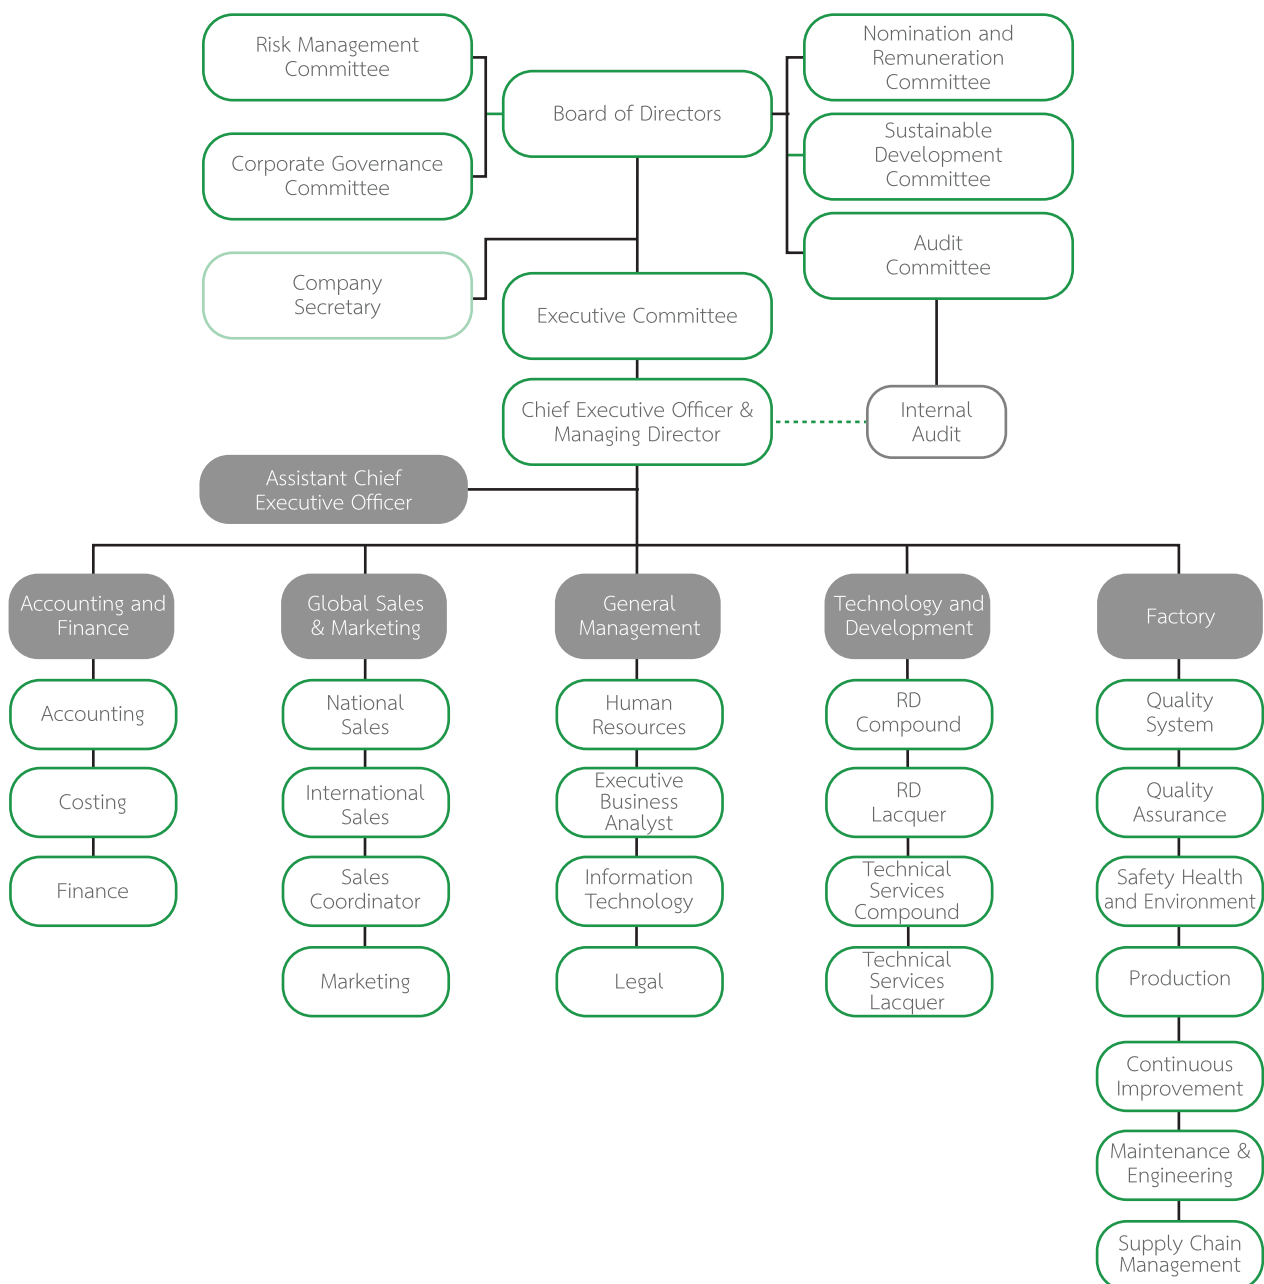 Risk Management
Committee
Nomination and
Remuneration
Committee
Board of Directors
Corporate Governance
Committee
Sustainable
Development
Committee
Audit
Committee
Company
Secretary
Executive Committee
Chief Executive Officer &
Managing Director
Internal
Audit
Assistant Chief
Executive Officer
Accounting and
Finance
Global Sales
& Marketing
General
Management
Technology and
Development
Factory
Accounting
Costing
Finance
National
Sales
International
Sales
Sales
Coordinator
Marketing
Human
Resources
Executive
Business
Analyst
Information
Technology
Legal
RD
Compound
RD
Lacquer
Technical
Services
Compound
Technical
Services
Lacquer
Quality
System
Quality
Assurance
Safety Health
and Environment
Production
Continuous
Improvement
Maintenance &
Engineering
Supply Chain
Management